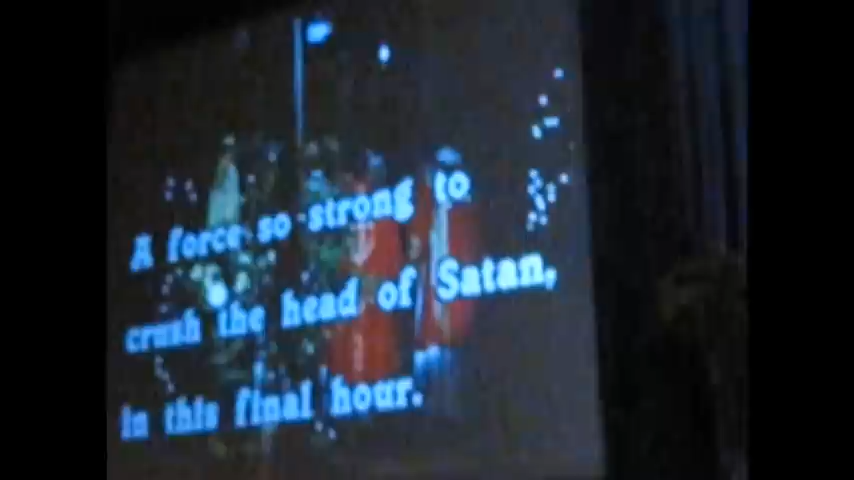 A force so strong to
crush the head of Satan,
in this final hour.